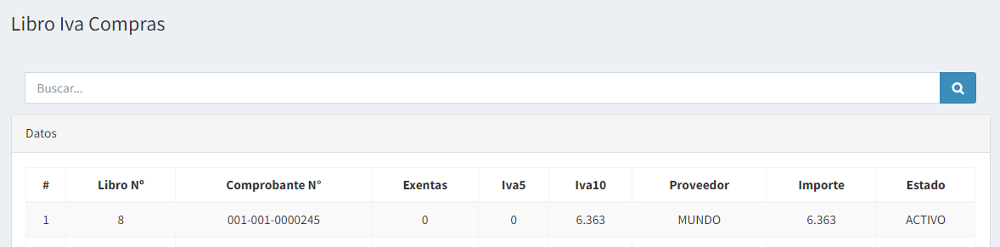 Libro Iva Compras
Buscar...
Datos
# Libro Nº Comprobante N° Exentas Iva5 Iva10 Proveedor Importe Estado
1 8 001-001-0000245 0 0 6.363 MUNDO 6.363 ACTIVO